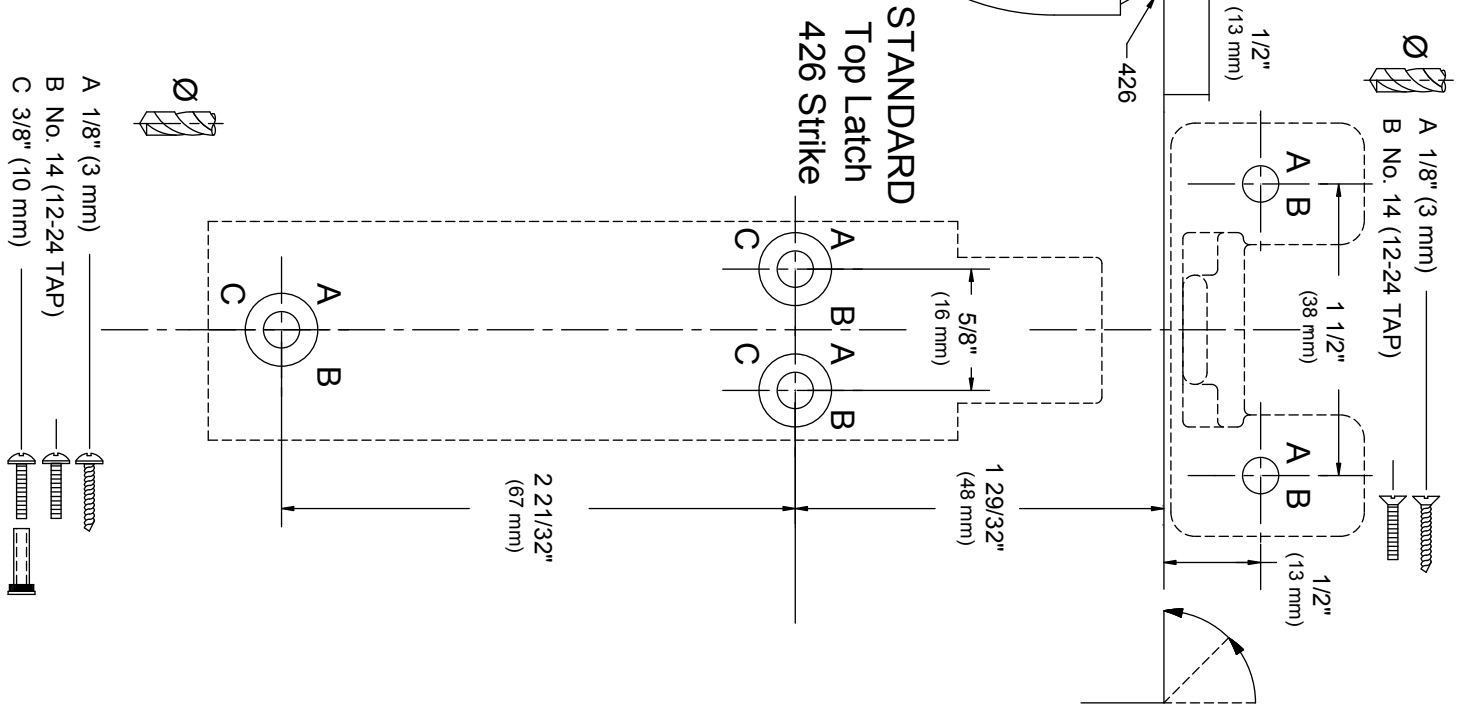 1/2"
(13 mm)
426
STANDARD
Top Latch
426 Strike
Ø
A 1/8" (3 mm)
B No. 14 (12-24 TAP)
A
B
1 1/2"
(38 mm)
A
B
1/2"
(13 mm)
A
B
C
A
B
C
5/8"
(16 mm)
1 29/32"
(48 mm)
A
B
C
2 21/32"
(67 mm)
Ø
A 1/8" (3 mm)
B No. 14 (12-24 TAP)
C 3/8" (10 mm)